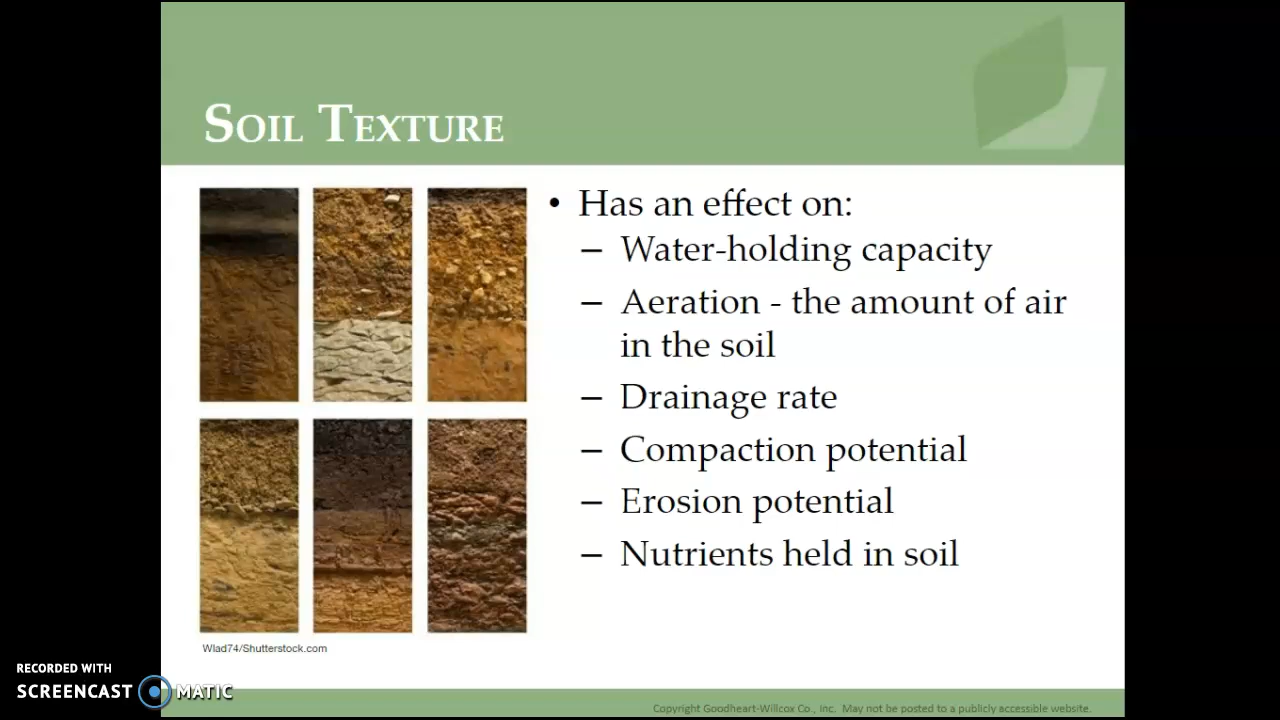 SOIL TEXTURE
• Has an effect on:
– Water-holding capacity
– Aeration - the amount of air
in the soil
– Drainage rate
– Compaction potential
– Erosion potential
– Nutrients held in soil
Wlad74/Shutterstock.com
RECORDED WITH
SCREENCAST MATIC
Copyright Goodheart-Willcox Co., Inc. May not be posted to a publicly accessible website.